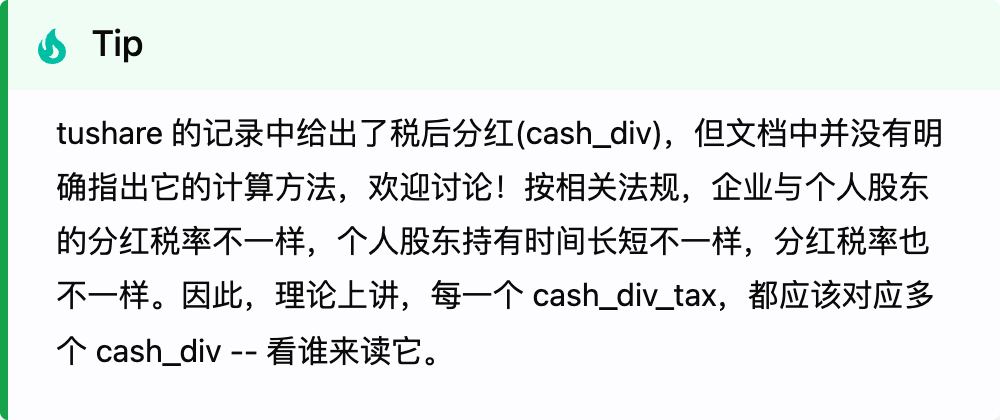 Tip
tushare 的记录中给出了税后分红(cash_div)，但文档中并没有明
确指出它的计算方法，欢迎讨论！按相关法规，企业与个人股东
的分红税率不一样，个人股东持有时间长短不一样，分红税率也
不一样。因此，理论上讲，每一个 cash_div_tax，都应该对应多
个 cash_div -- 看谁来读它。